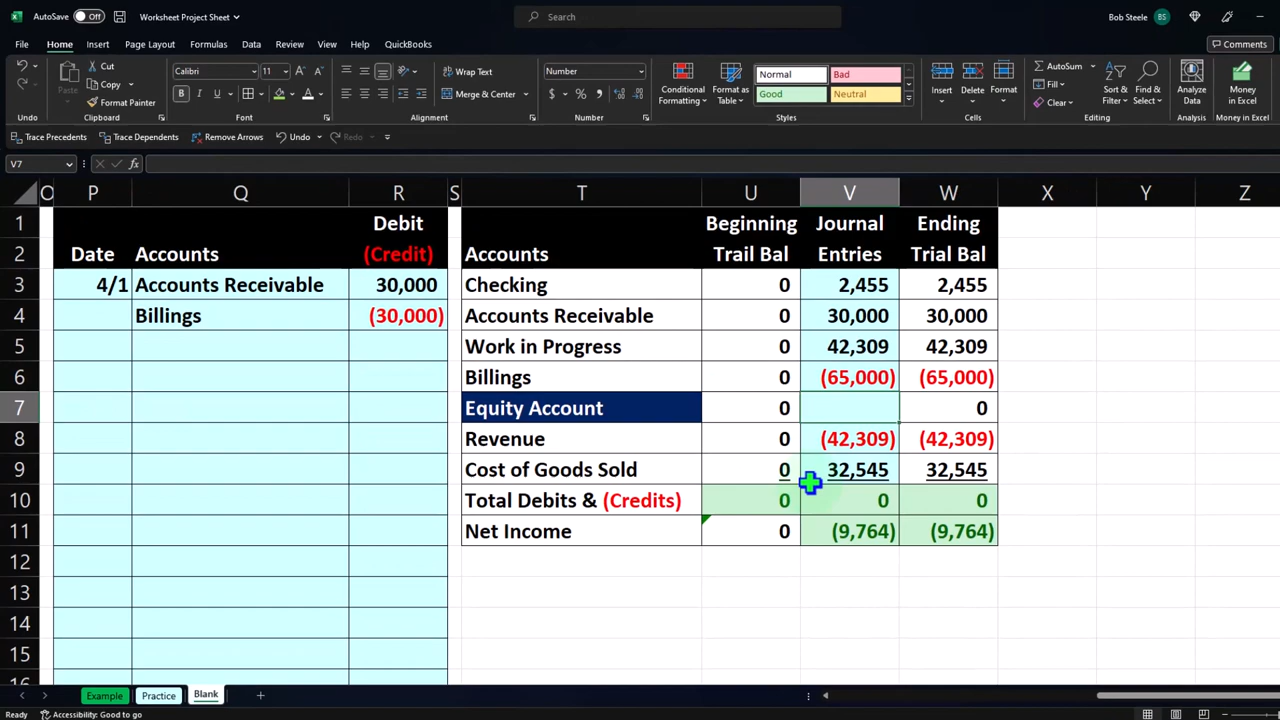 AutoSave Off Worksheet Project Sheet Search Bob Steele BS
File Home Insert Page Layout Formulas Data Review View Help QuickBooks Comments
Cut Calibri 11 Wrap Text Number AutoSum
Copy Fill
Paste Format Painter B I U Merge & Center $ % Conditional Formatting Format as Table Normal Bad Good Neutral Insert Delete Format Clear Sort & Filter Find & Select Analyze Data Money in Excel
Undo Clipboard Font Alignment Number Styles Cells Editing Analysis Money in Excel
Trace Precedents Trace Dependents Remove Arrows Undo Redo
V7 fx
O P Q R S T U V W X Y Z
1 Debit Beginning Journal Ending
2 Date Accounts (Credit) Accounts Trail Bal Entries Trial Bal
3 4/1 Accounts Receivable 30,000 Checking 0 2,455 2,455
4 Billings (30,000) Accounts Receivable 0 30,000 30,000
5 Work in Progress 0 42,309 42,309
6 Billings 0 (65,000) (65,000)
7 Equity Account 0 0
8 Revenue 0 (42,309) (42,309)
9 Cost of Goods Sold 0 32,545 32,545
10 Total Debits & (Credits) 0 0 0
11 Net Income 0 (9,764) (9,764)
12
13
14
15
16
Example Practice Blank
Ready Accessibility: Good to go